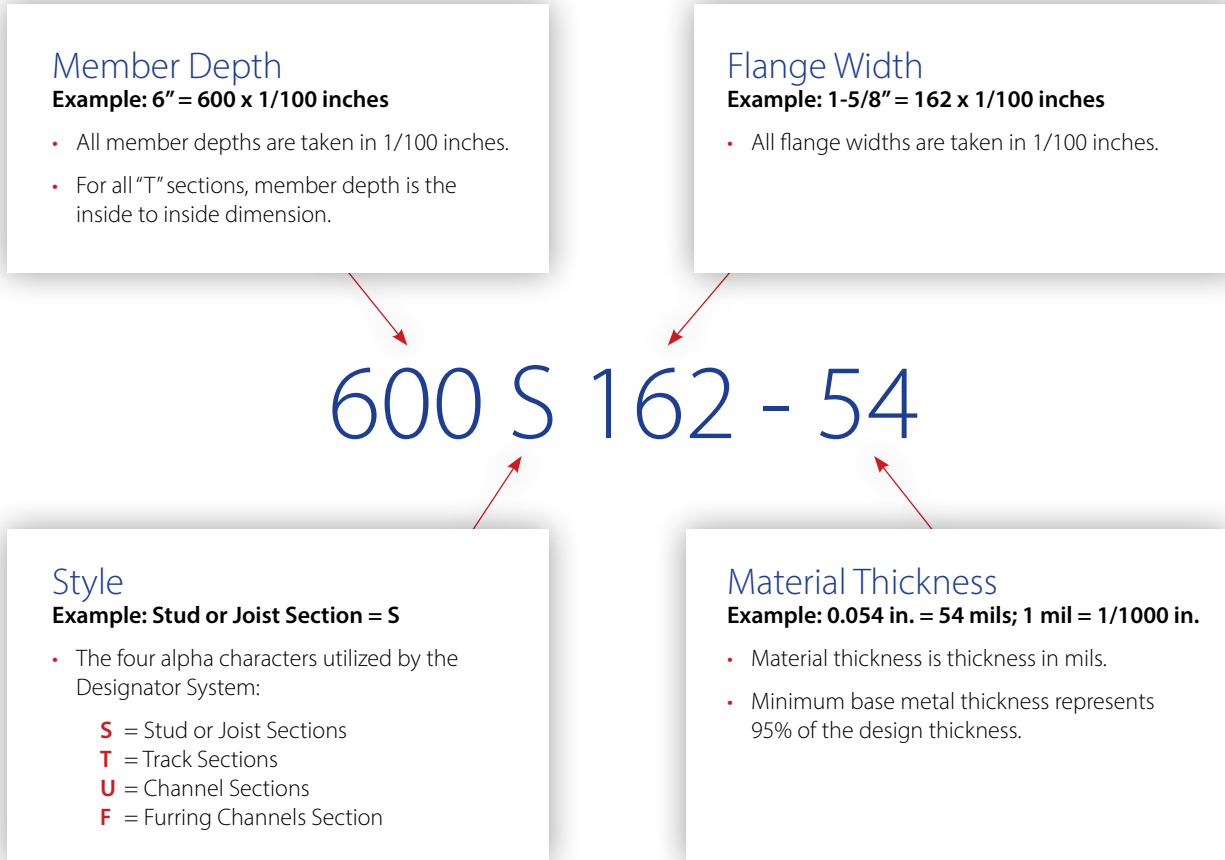 Member Depth
Example: 6” = 600 x 1/100 inches
• All member depths are taken in 1/100 inches.
• For all “T” sections, member depth is the
inside to inside dimension.
Flange Width
Example: 1-5/8” = 162 x 1/100 inches
• All flange widths are taken in 1/100 inches.
600 S 162 - 54
Style
Example: Stud or Joist Section = S
• The four alpha characters utilized by the
Designator System:
S = Stud or Joist Sections
T = Track Sections
U = Channel Sections
F = Furring Channels Section
Material Thickness
Example: 0.054 in. = 54 mils; 1 mil = 1/1000 in.
• Material thickness is thickness in mils.
• Minimum base metal thickness represents
95% of the design thickness.